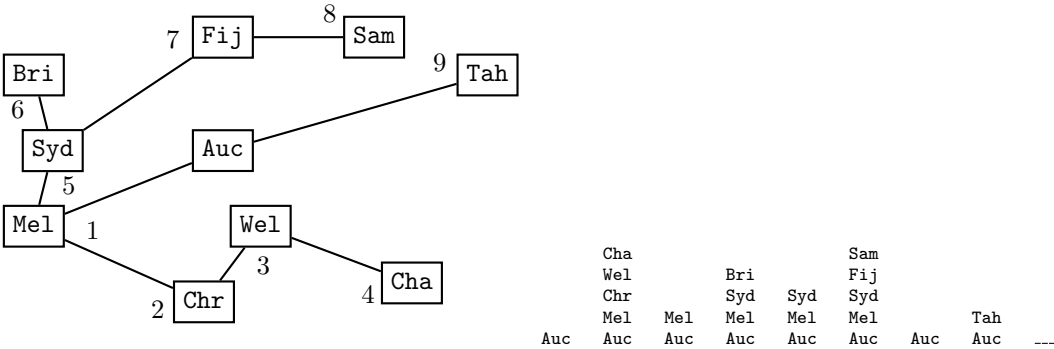 8
7 Fij Sam
9
Bri Tah
6
Syd Auc
5
Mel 1 Wel
3
Cha
2 Chr 4
Cha Sam
Wel Bri Fij
Chr Syd Syd Syd
Mel Mel Mel Mel Mel Tah
Auc Auc Auc Auc Auc Auc Auc Auc ---